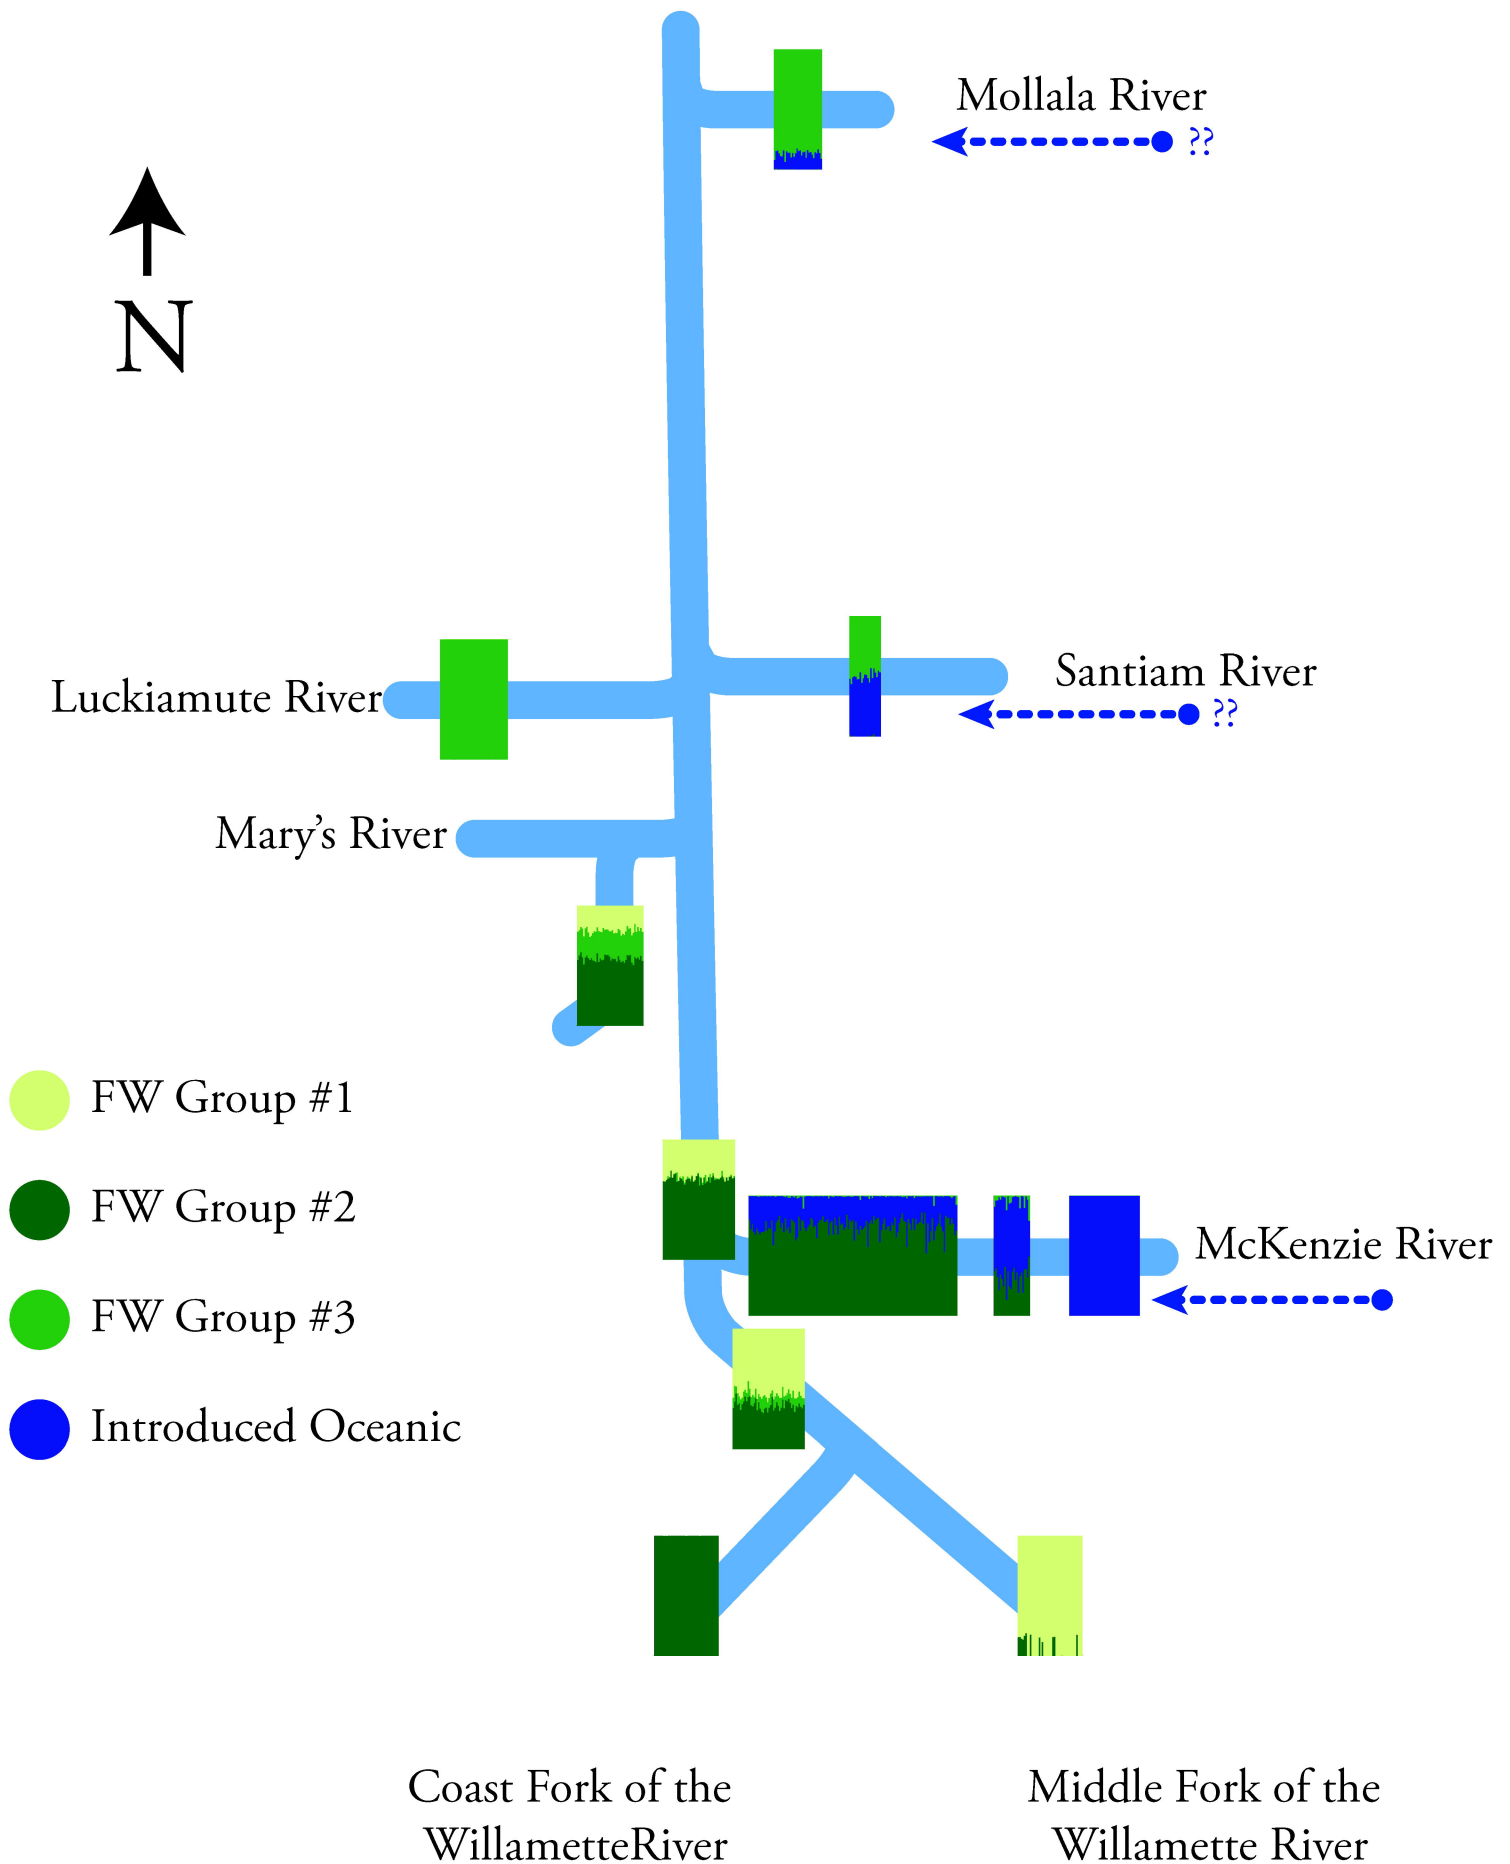 Mollala River
??
N
Santiam River
??
Luckiamute River
Mary’s River
FW Group #1
FW Group #2
FW Group #3
Introduced Oceanic
McKenzie River
Coast Fork of the
WillametteRiver
Middle Fork of the
Willamette River